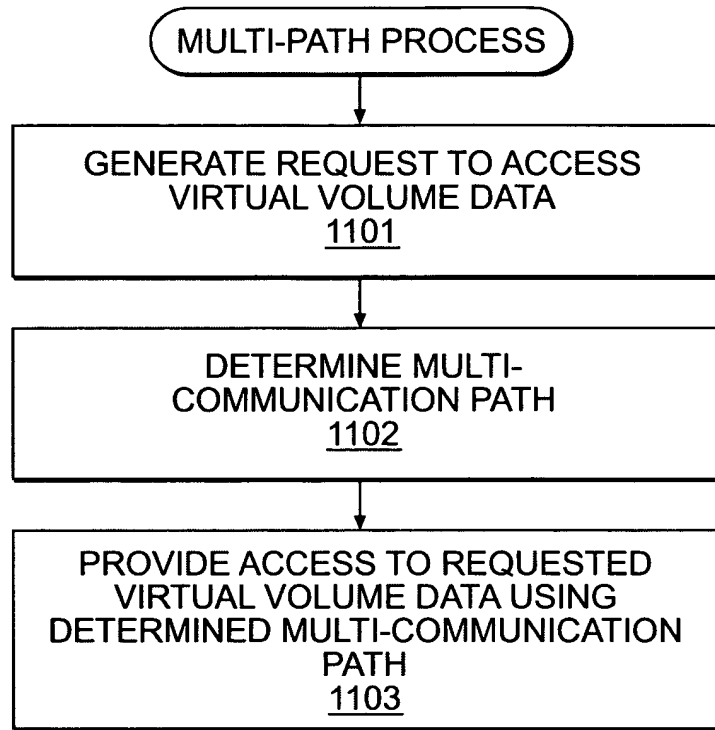 MULTI-PATH PROCESS
GENERATE REQUEST TO ACCESS
VIRTUAL VOLUME DATA
1101
DETERMINE MULTI-
COMMUNICATION PATH
1102
PROVIDE ACCESS TO REQUESTED
VIRTUAL VOLUME DATA USING
DETERMINED MULTI-COMMUNICATION
PATH
1103